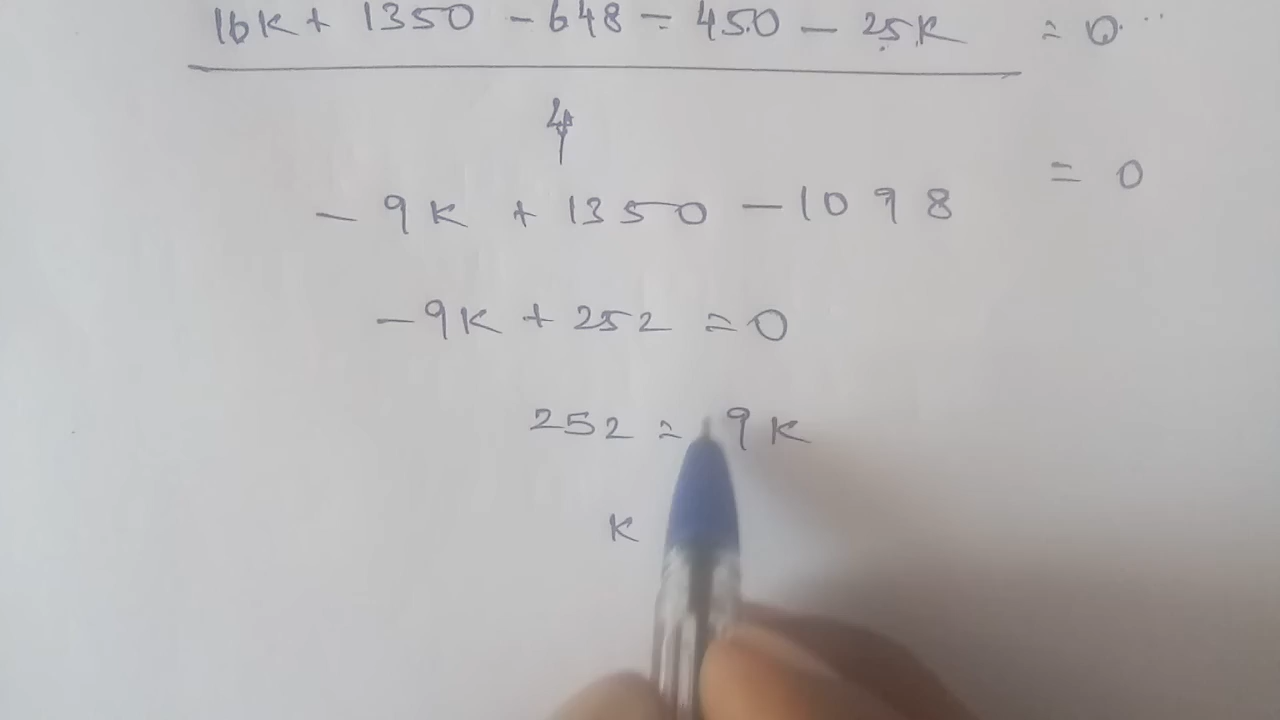 16K + 1350 - 648 - 450 - 25K = 0
4
- 9K + 1350 - 1098 = 0
- 9K + 252 = 0
252 = 9K
K